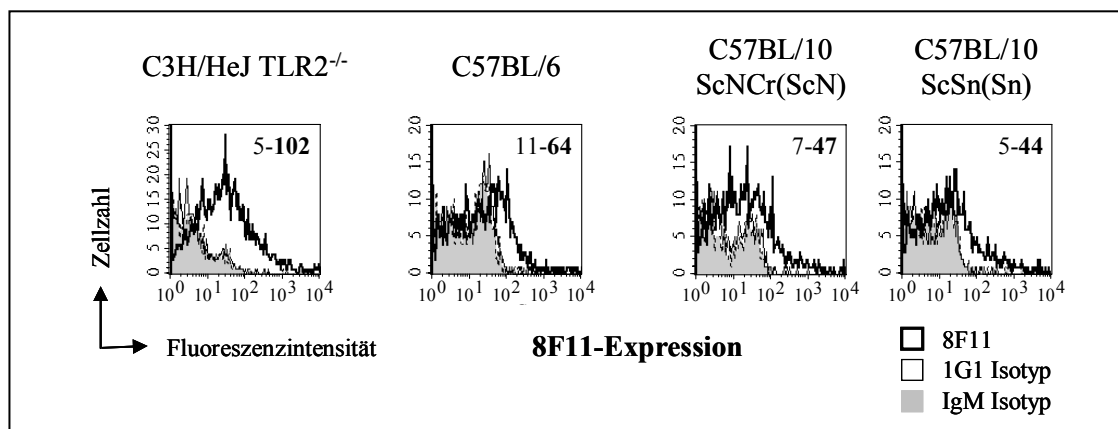 C3H/HeJ TLR2-/-
C57BL/6
C57BL/10
ScNCr(ScN)
C57BL/10
ScSn(Sn)
Zellzahl
0 5 10 15 20 25 30
5-102
10^0 10^1 10^2 10^3 10^4
0 5 10 15 20
11-64
10^0 10^1 10^2 10^3 10^4
0 5 10 15 20
7-47
10^0 10^1 10^2 10^3 10^4
0 5 10 15 20
5-44
10^0 10^1 10^2 10^3 10^4
Fluoreszenzintensität
8F11-Expression
8F11
1G1 Isotyp
IgM Isotyp